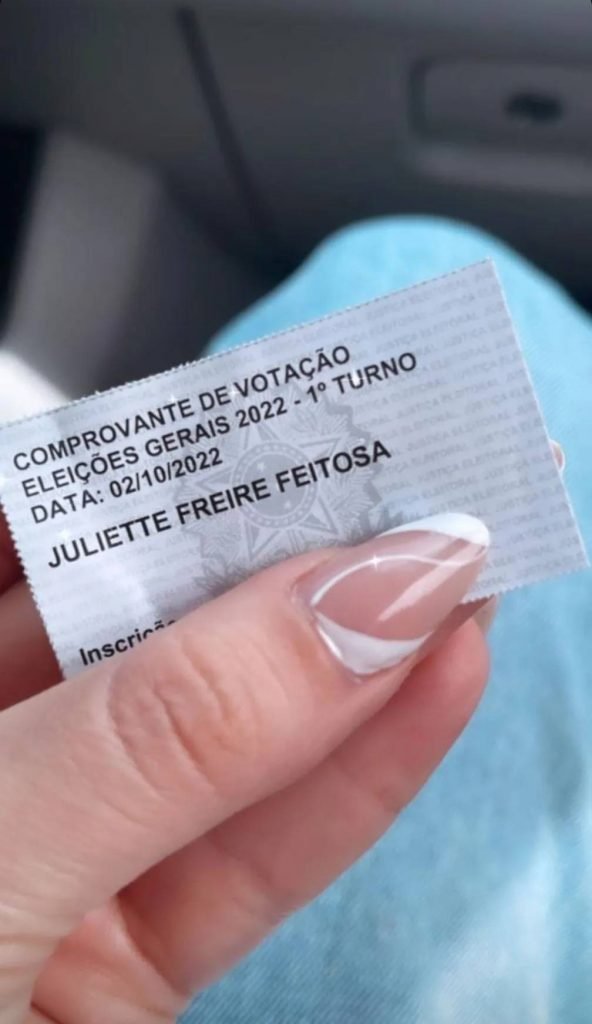 COMPROVANTE DE VOTAÇÃO
ELEIÇÕES GERAIS 2022 - 1º TURNO
DATA: 02/10/2022
JULIETTE FREIRE FEITOSA